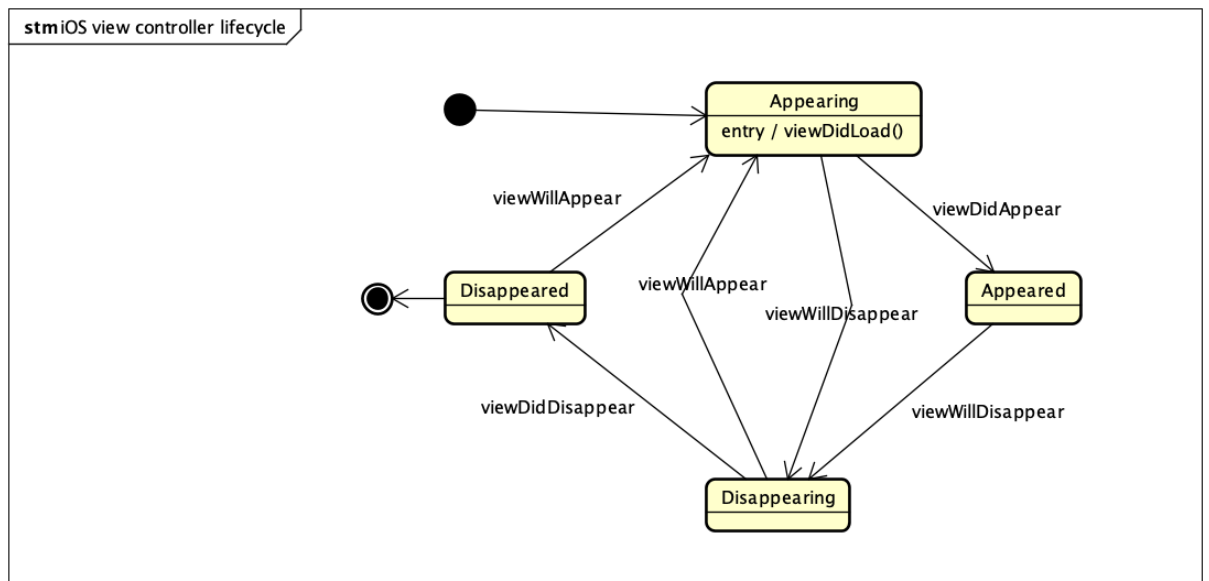 stm iOS view controller lifecycle
Appearing
entry / viewDidLoad()
viewWillAppear
viewDidAppear
Disappeared
viewWillAppear
viewWillDisappear
Appeared
viewDidDisappear
viewWillDisappear
Disappearing